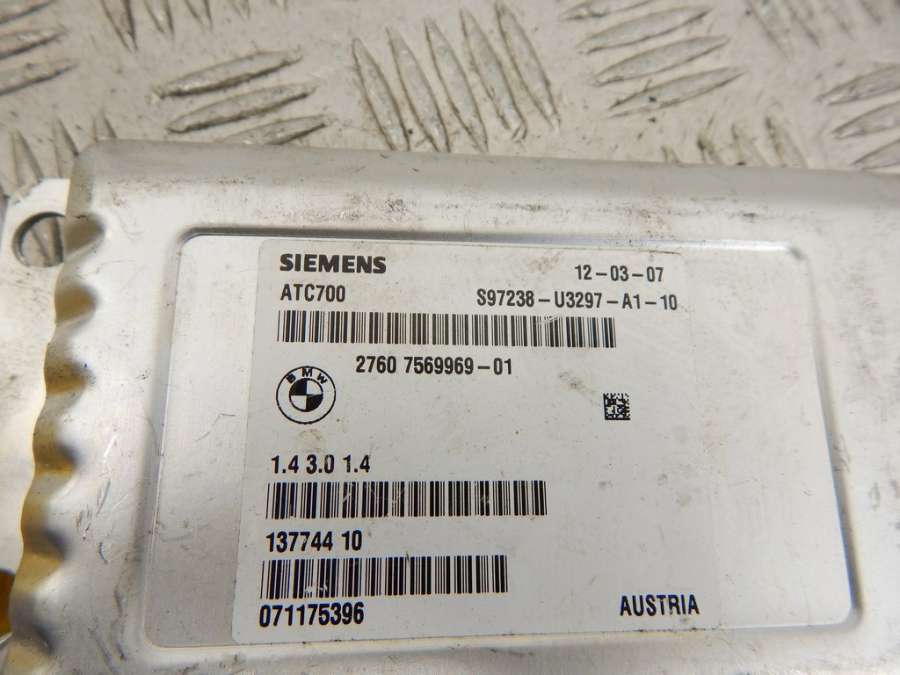 SIEMENS 12-03-07
ATC700 S97238-U3297-A1-10
2760 7569969-01
BMW
1.4 3.0 1.4
137744 10
071175396 AUSTRIA